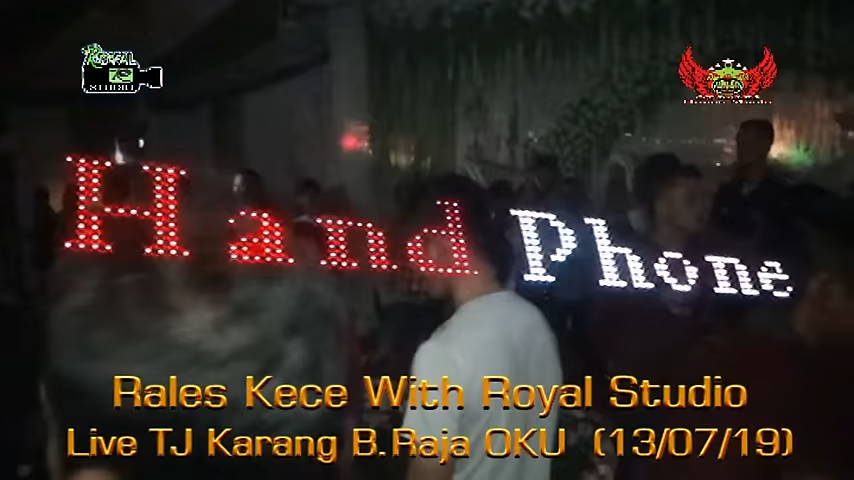 ROYAL
STUDIO
Hand Phone
Rales Kece With Royal Studio
Live TJ Karang B.Raja OKU (13/07/19)